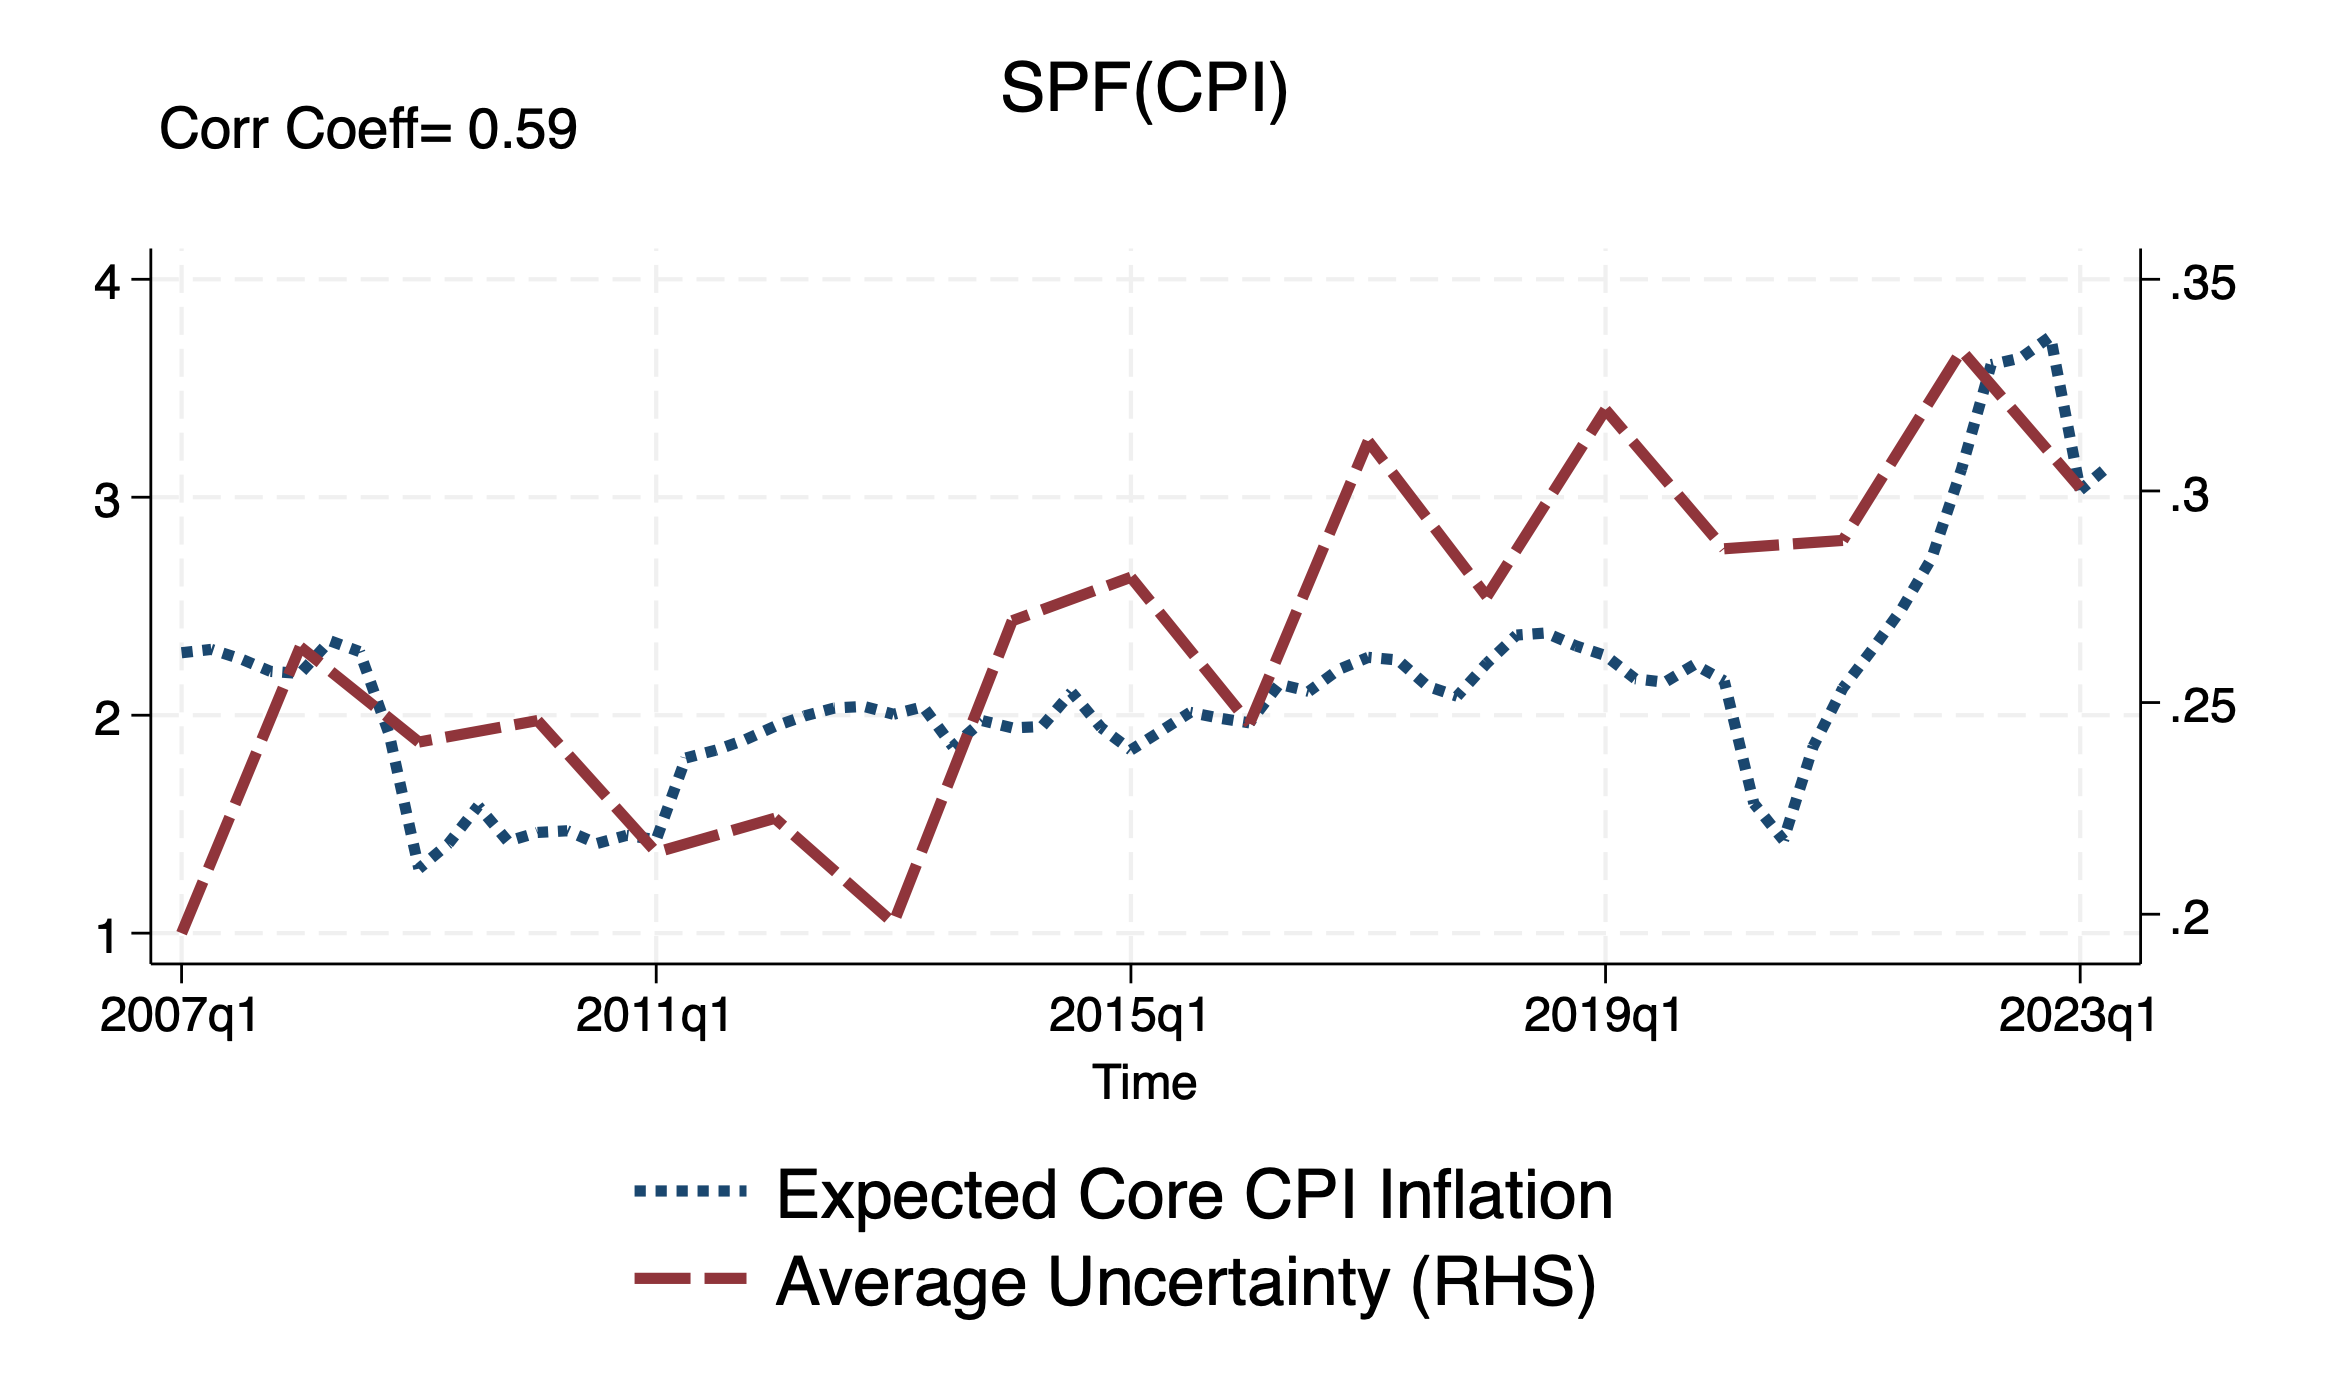 SPF(CPI)
Corr Coeff= 0.59
4
3
2
1
.35
.3
.25
.2
2007q1 2011q1 2015q1 2019q1 2023q1
Time
Expected Core CPI Inflation
Average Uncertainty (RHS)